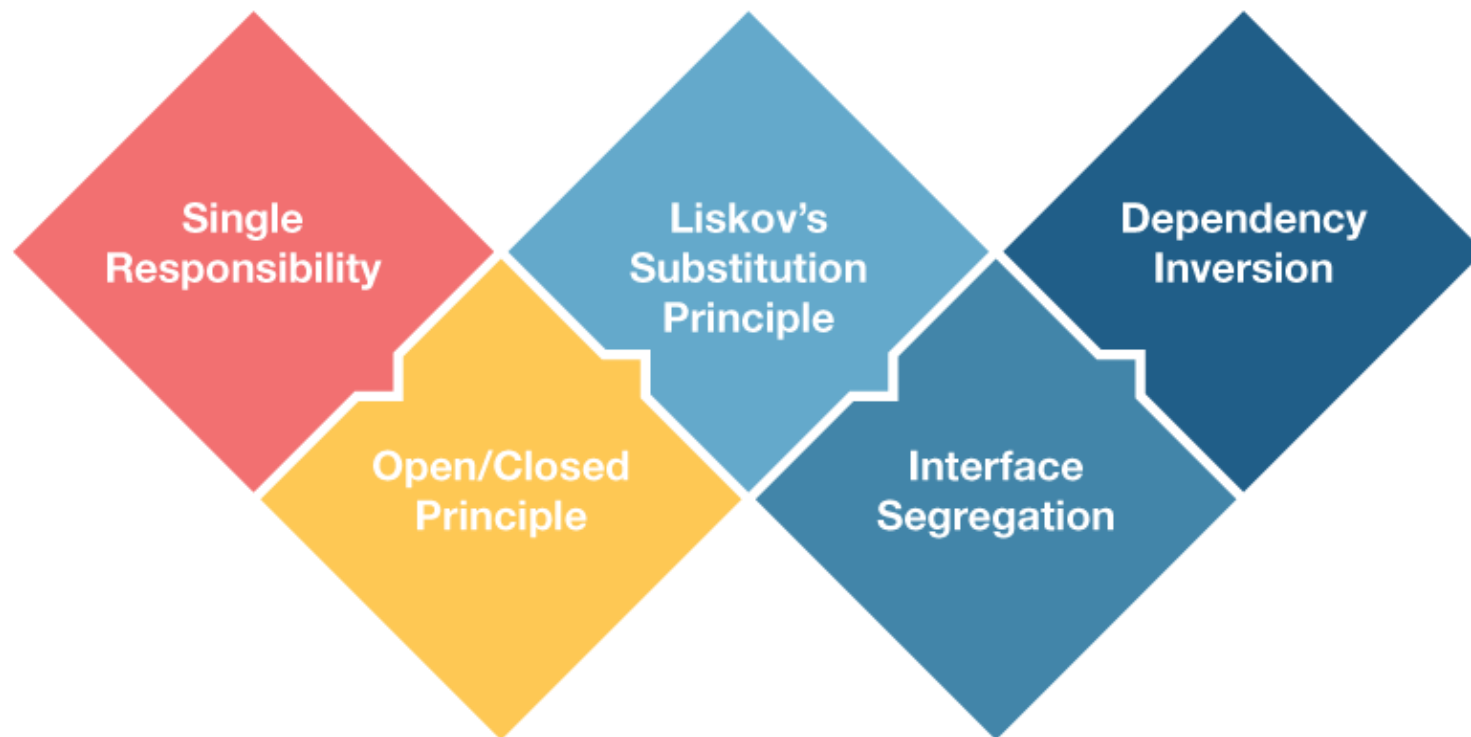 Single
Responsibility
Open/Closed
Principle
Liskov’s
Substitution
Principle
Interface
Segregation
Dependency
Inversion